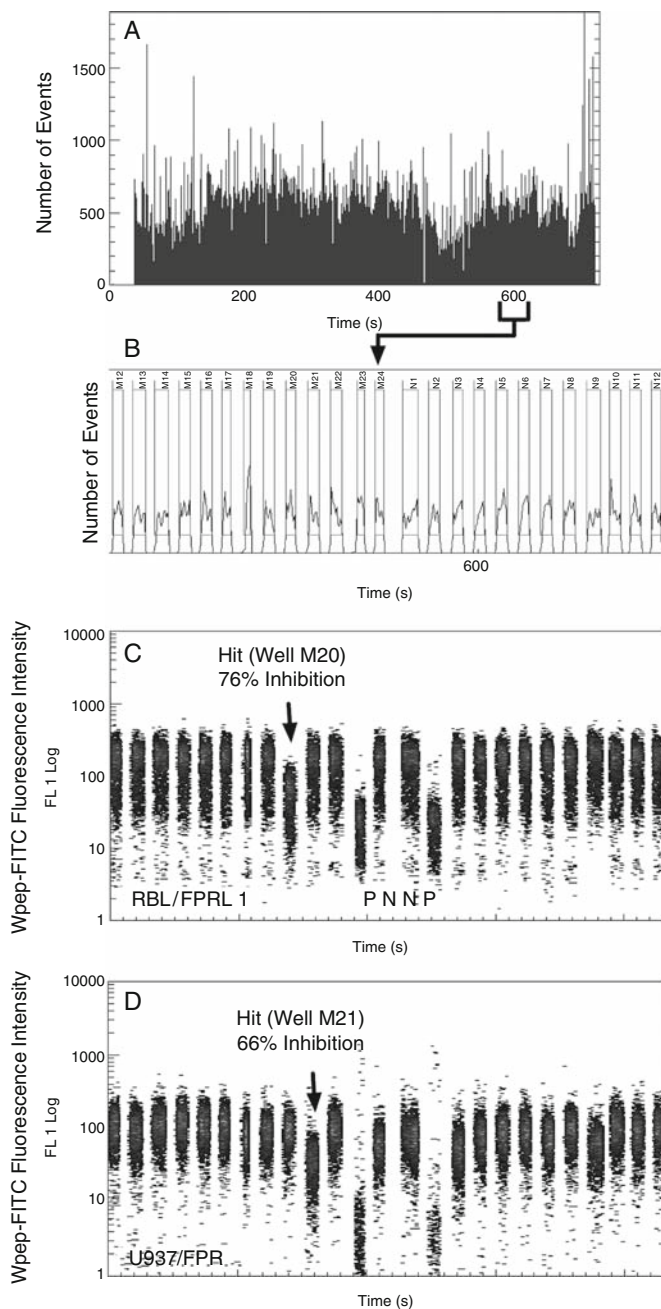 A
Number of Events
1500
1000
500
0
0
200
400
600
Time (s)
B
Number of Events
M12 M13 M14 M15 M16 M17 M18 M19 M20 M21 M22 M23 M24 N1 N2 N3 N4 N5 N6 N7 N8 N9 N10 N11 N12
600
Time (s)
C
Wpep-FITC Fluorescence Intensity
FL 1 Log
10000
1000
100
10
1
Hit (Well M20)
76% Inhibition
RBL/FPRL 1
P N N P
Time (s)
D
Wpep-FITC Fluorescence Intensity
FL 1 Log
10000
1000
100
10
1
Hit (Well M21)
66% Inhibition
U937/FPR
Time (s)